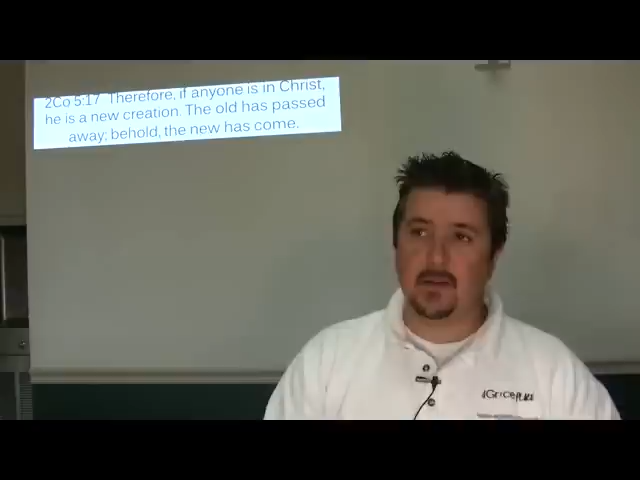 2Co 5:17 Therefore, if anyone is in Christ,
he is a new creation. The old has passed
away; behold, the new has come.